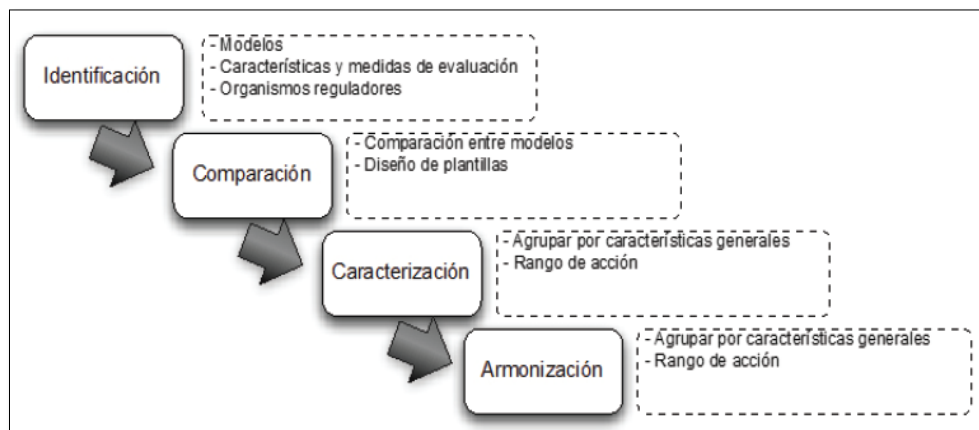 Identificación
- Modelos
- Características y medidas de evaluación
- Organismos reguladores
Comparación
- Comparación entre modelos
- Diseño de plantillas
Caracterización
- Agrupar por características generales
- Rango de acción
Armonización
- Agrupar por características generales
- Rango de acción